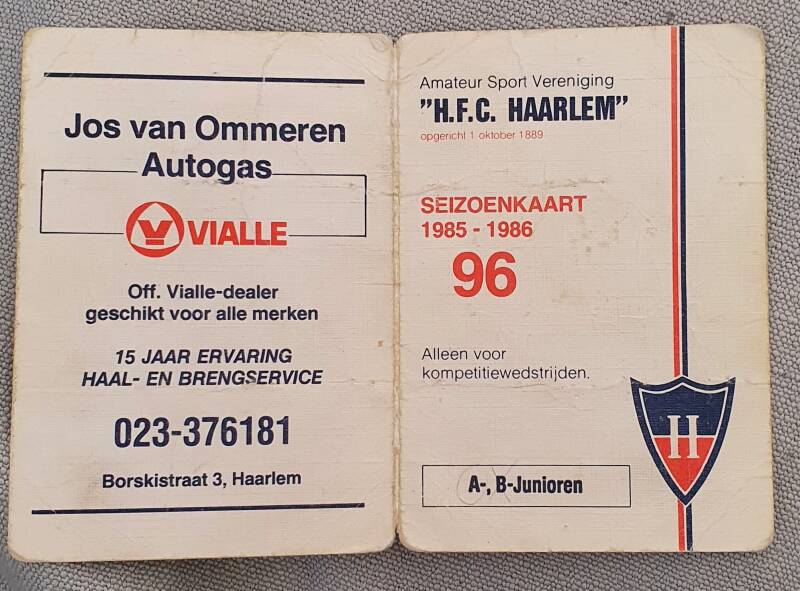 Jos van Ommeren
Autogas
VIALLE
Off. Vialle-dealer
geschikt voor alle merken
15 JAAR ERVARING
HAAL- EN BRENGSERVICE
023-376181
Borskistraat 3, Haarlem
Amateur Sport Vereniging
"H.F.C. HAARLEM"
opgericht 1 oktober 1889
SEIZOENKAART
1985 - 1986
96
Alleen voor
kompetitiewedstrijden.
A-, B-Junioren
H